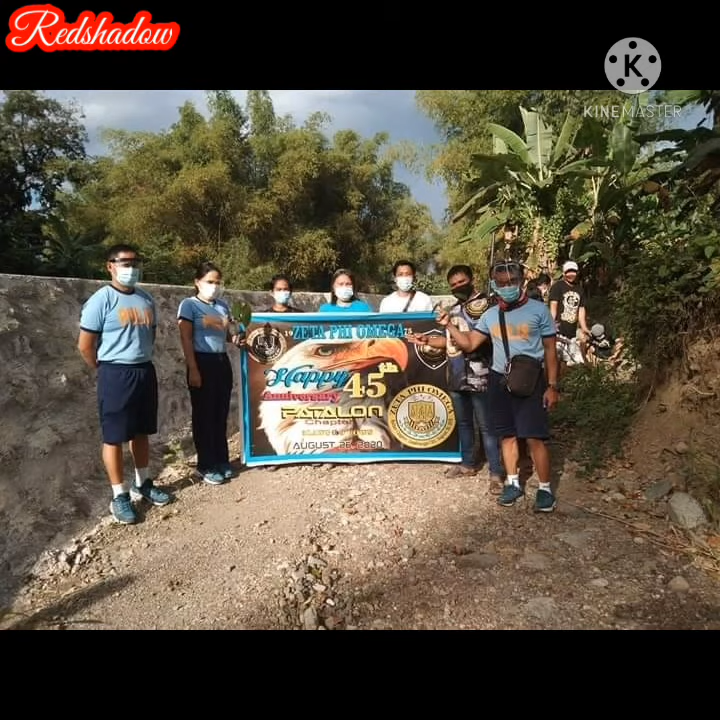 Redshadow
KINEMASTER
ZETA PHI OMEGA
Happy 45th
Anniversary
PATALON
Chapter
AUGUST 26, 2020
ZETA PHI OMEGA